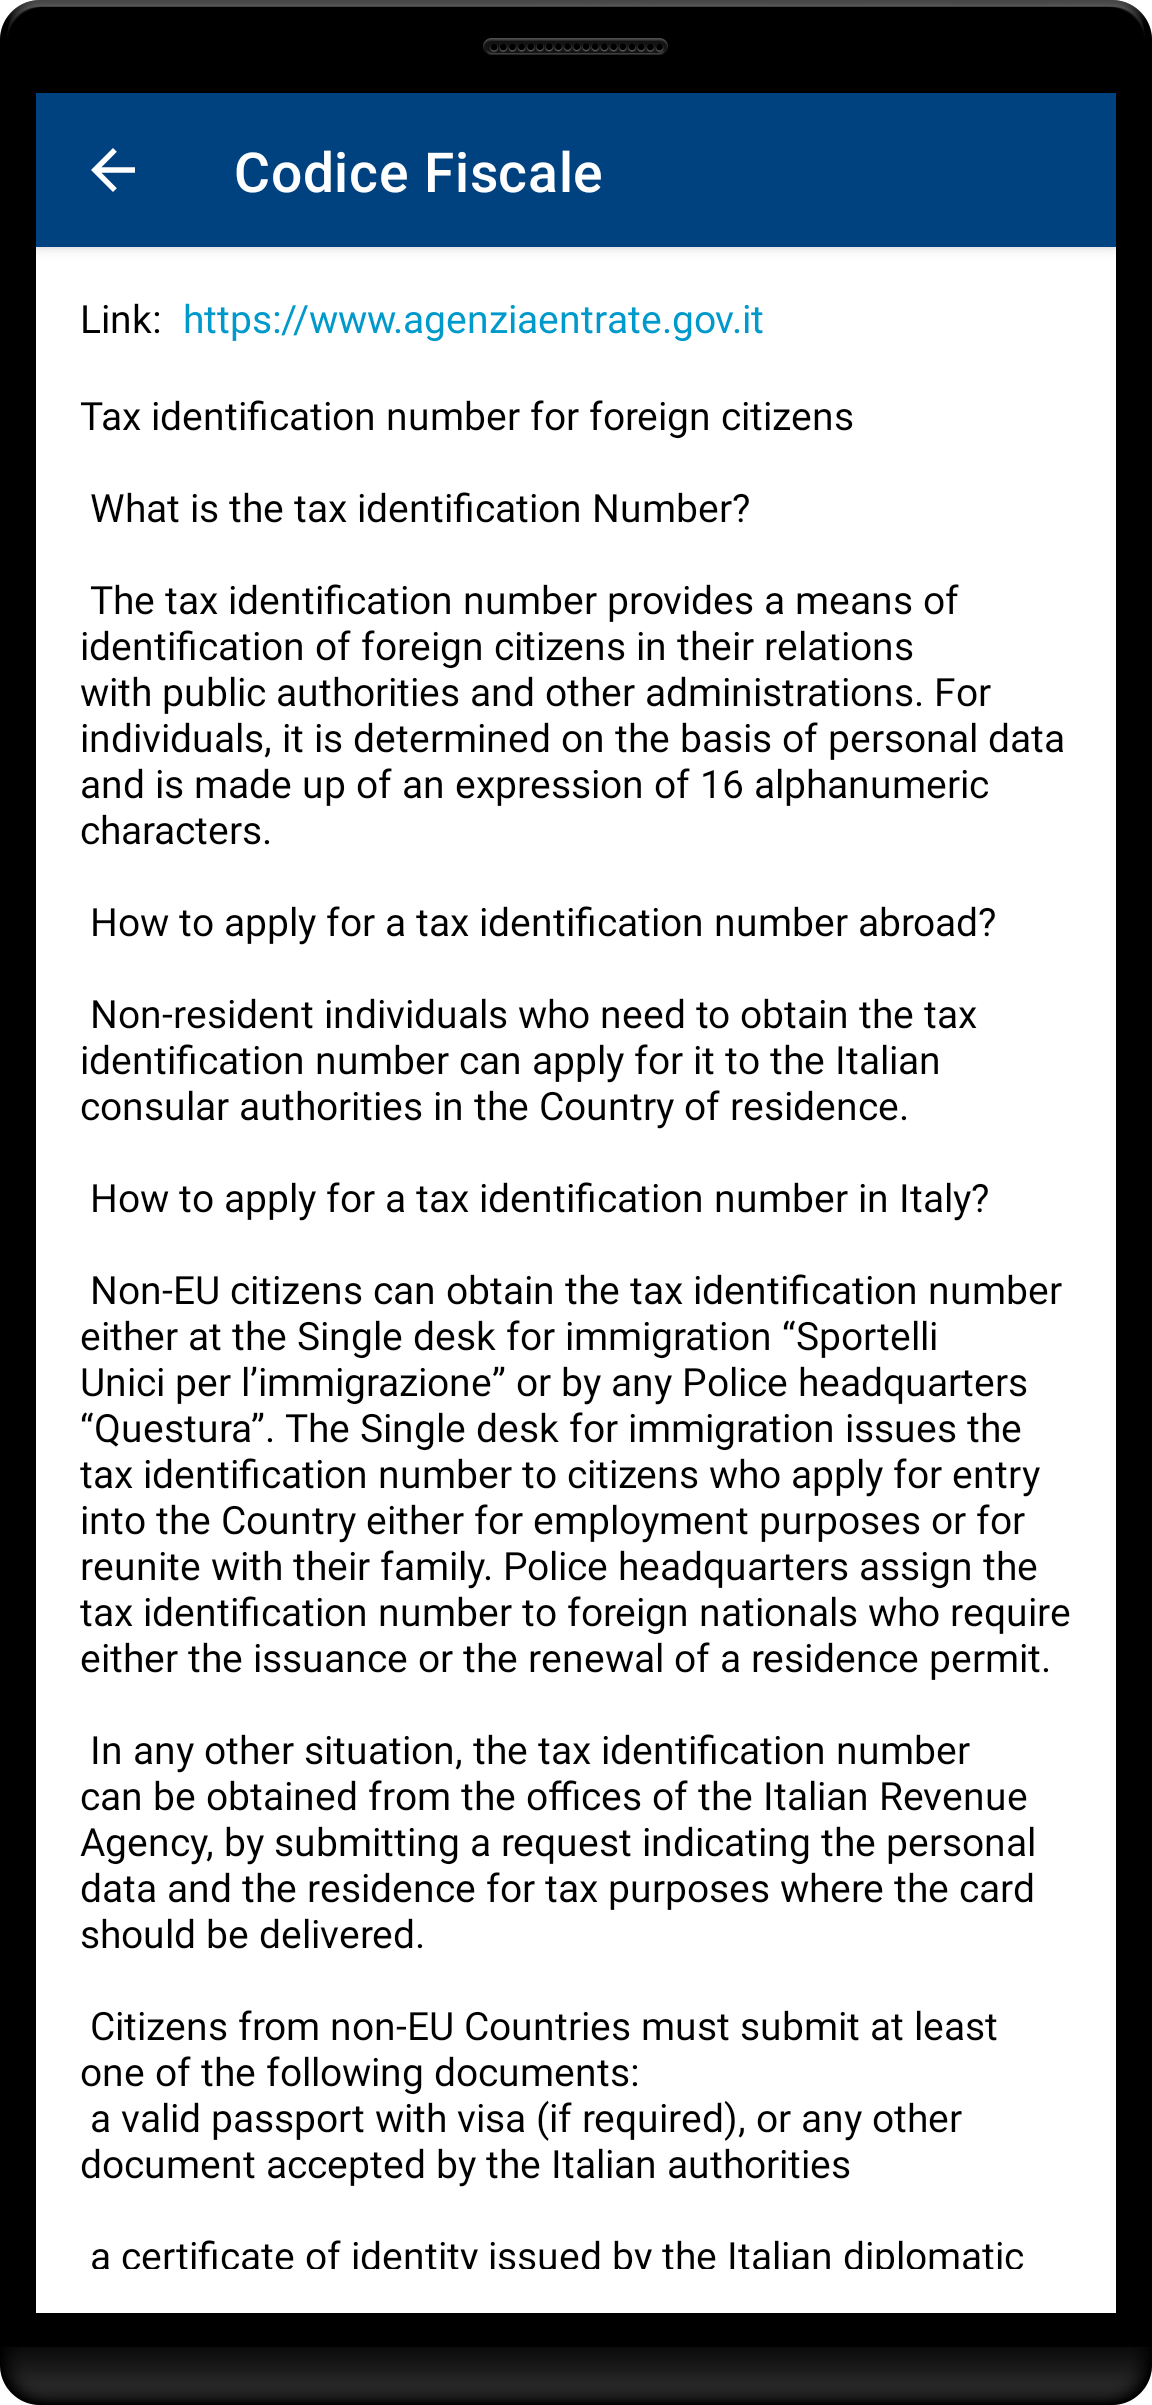 Codice Fiscale
Link: https://www.agenziaentrate.gov.it
Tax identification number for foreign citizens
What is the tax identification Number?
The tax identification number provides a means of
identification of foreign citizens in their relations
with public authorities and other administrations. For
individuals, it is determined on the basis of personal data
and is made up of an expression of 16 alphanumeric
characters.
How to apply for a tax identification number abroad?
Non-resident individuals who need to obtain the tax
identification number can apply for it to the Italian
consular authorities in the Country of residence.
How to apply for a tax identification number in Italy?
Non-EU citizens can obtain the tax identification number
either at the Single desk for immigration “Sportelli
Unici per l’immigrazione” or by any Police headquarters
“Questura”. The Single desk for immigration issues the
tax identification number to citizens who apply for entry
into the Country either for employment purposes or for
reunite with their family. Police headquarters assign the
tax identification number to foreign nationals who require
either the issuance or the renewal of a residence permit.
In any other situation, the tax identification number
can be obtained from the offices of the Italian Revenue
Agency, by submitting a request indicating the personal
data and the residence for tax purposes where the card
should be delivered.
Citizens from non-EU Countries must submit at least
one of the following documents:
a valid passport with visa (if required), or any other
document accepted by the Italian authorities
a certificate of identity issued by the Italian diplomatic